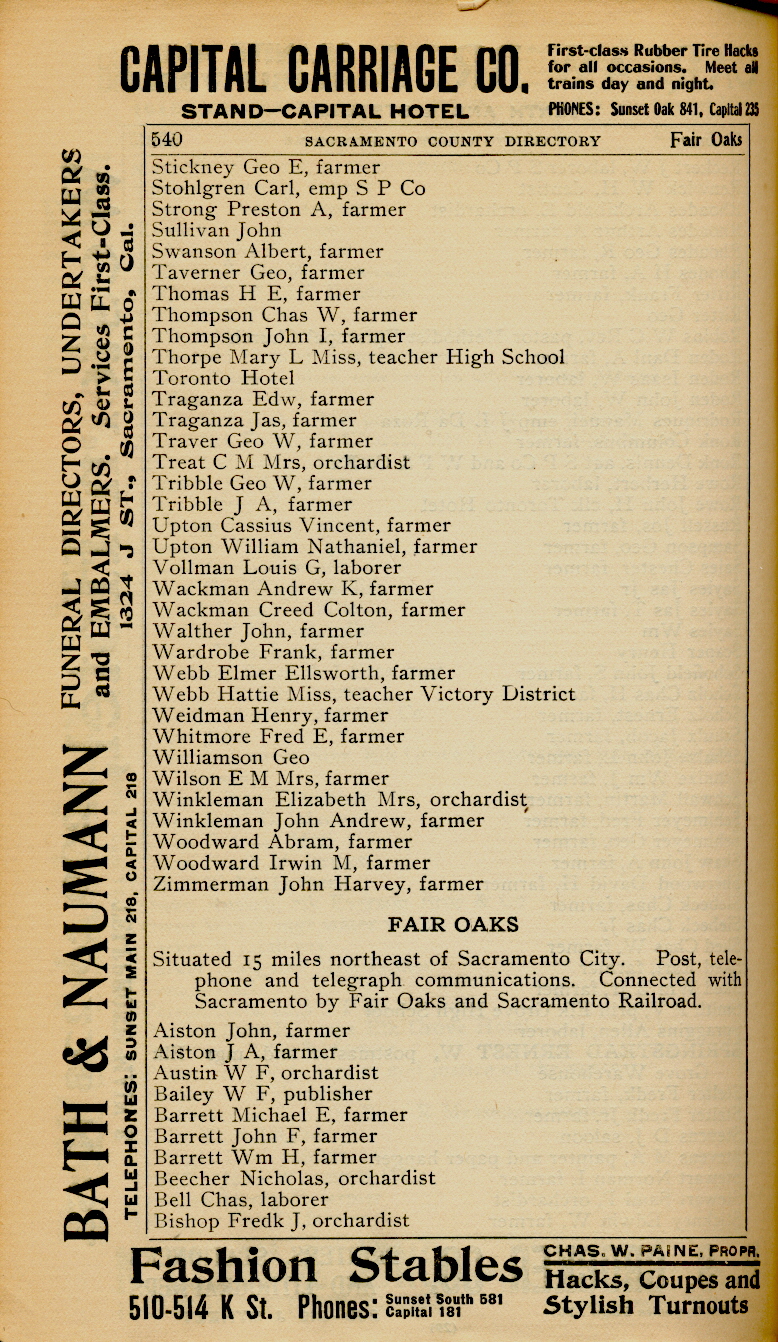 CAPITAL CARRIAGE CO.
First-class Rubber Tire Hacks
for all occasions. Meet all
trains day and night.
STAND—CAPITAL HOTEL
PHONES: Sunset Oak 841, Capital 235
540 SACRAMENTO COUNTY DIRECTORY Fair Oaks
Stickney Geo E, farmer
Stohlgren Carl, emp S P Co
Strong Preston A, farmer
Sullivan John
Swanson Albert, farmer
Taverner Geo, farmer
Thomas H E, farmer
Thompson Chas W, farmer
Thompson John I, farmer
Thorpe Mary L Miss, teacher High School
Toronto Hotel
Traganza Edw, farmer
Traganza Jas, farmer
Traver Geo W, farmer
Treat C M Mrs, orchardist
Tribble Geo W, farmer
Tribble J A, farmer
Upton Cassius Vincent, farmer
Upton William Nathaniel, farmer
Vollman Louis G, laborer
Wackman Andrew K, farmer
Wackman Creed Colton, farmer
Walther John, farmer
Wardrobe Frank, farmer
Webb Elmer Ellsworth, farmer
Webb Hattie Miss, teacher Victory District
Weidman Henry, farmer
Whitmore Fred E, farmer
Williamson Geo
Wilson E M Mrs, farmer
Winkleman Elizabeth Mrs, orchardist
Winkleman John Andrew, farmer
Woodward Abram, farmer
Woodward Irwin M, farmer
Zimmerman John Harvey, farmer
FAIR OAKS
Situated 15 miles northeast of Sacramento City. Post, tele-
phone and telegraph communications. Connected with
Sacramento by Fair Oaks and Sacramento Railroad.
Aiston John, farmer
Aiston J A, farmer
Austin W F, orchardist
Bailey W F, publisher
Barrett Michael E, farmer
Barrett John F, farmer
Barrett Wm H, farmer
Beecher Nicholas, orchardist
Bell Chas, laborer
Bishop Fredk J, orchardist
BATH & NAUMANN
FUNERAL DIRECTORS, UNDERTAKERS
and EMBALMERS. Services First-Class.
1324 J ST., Sacramento, Cal.
TELEPHONES: SUNSET MAIN 218, CAPITAL 218
Fashion Stables
510-514 K St. Phones: Sunset South 581
Capital 181
CHAS. W. PAINE, PROPR.
Hacks, Coupes and
Stylish Turnouts